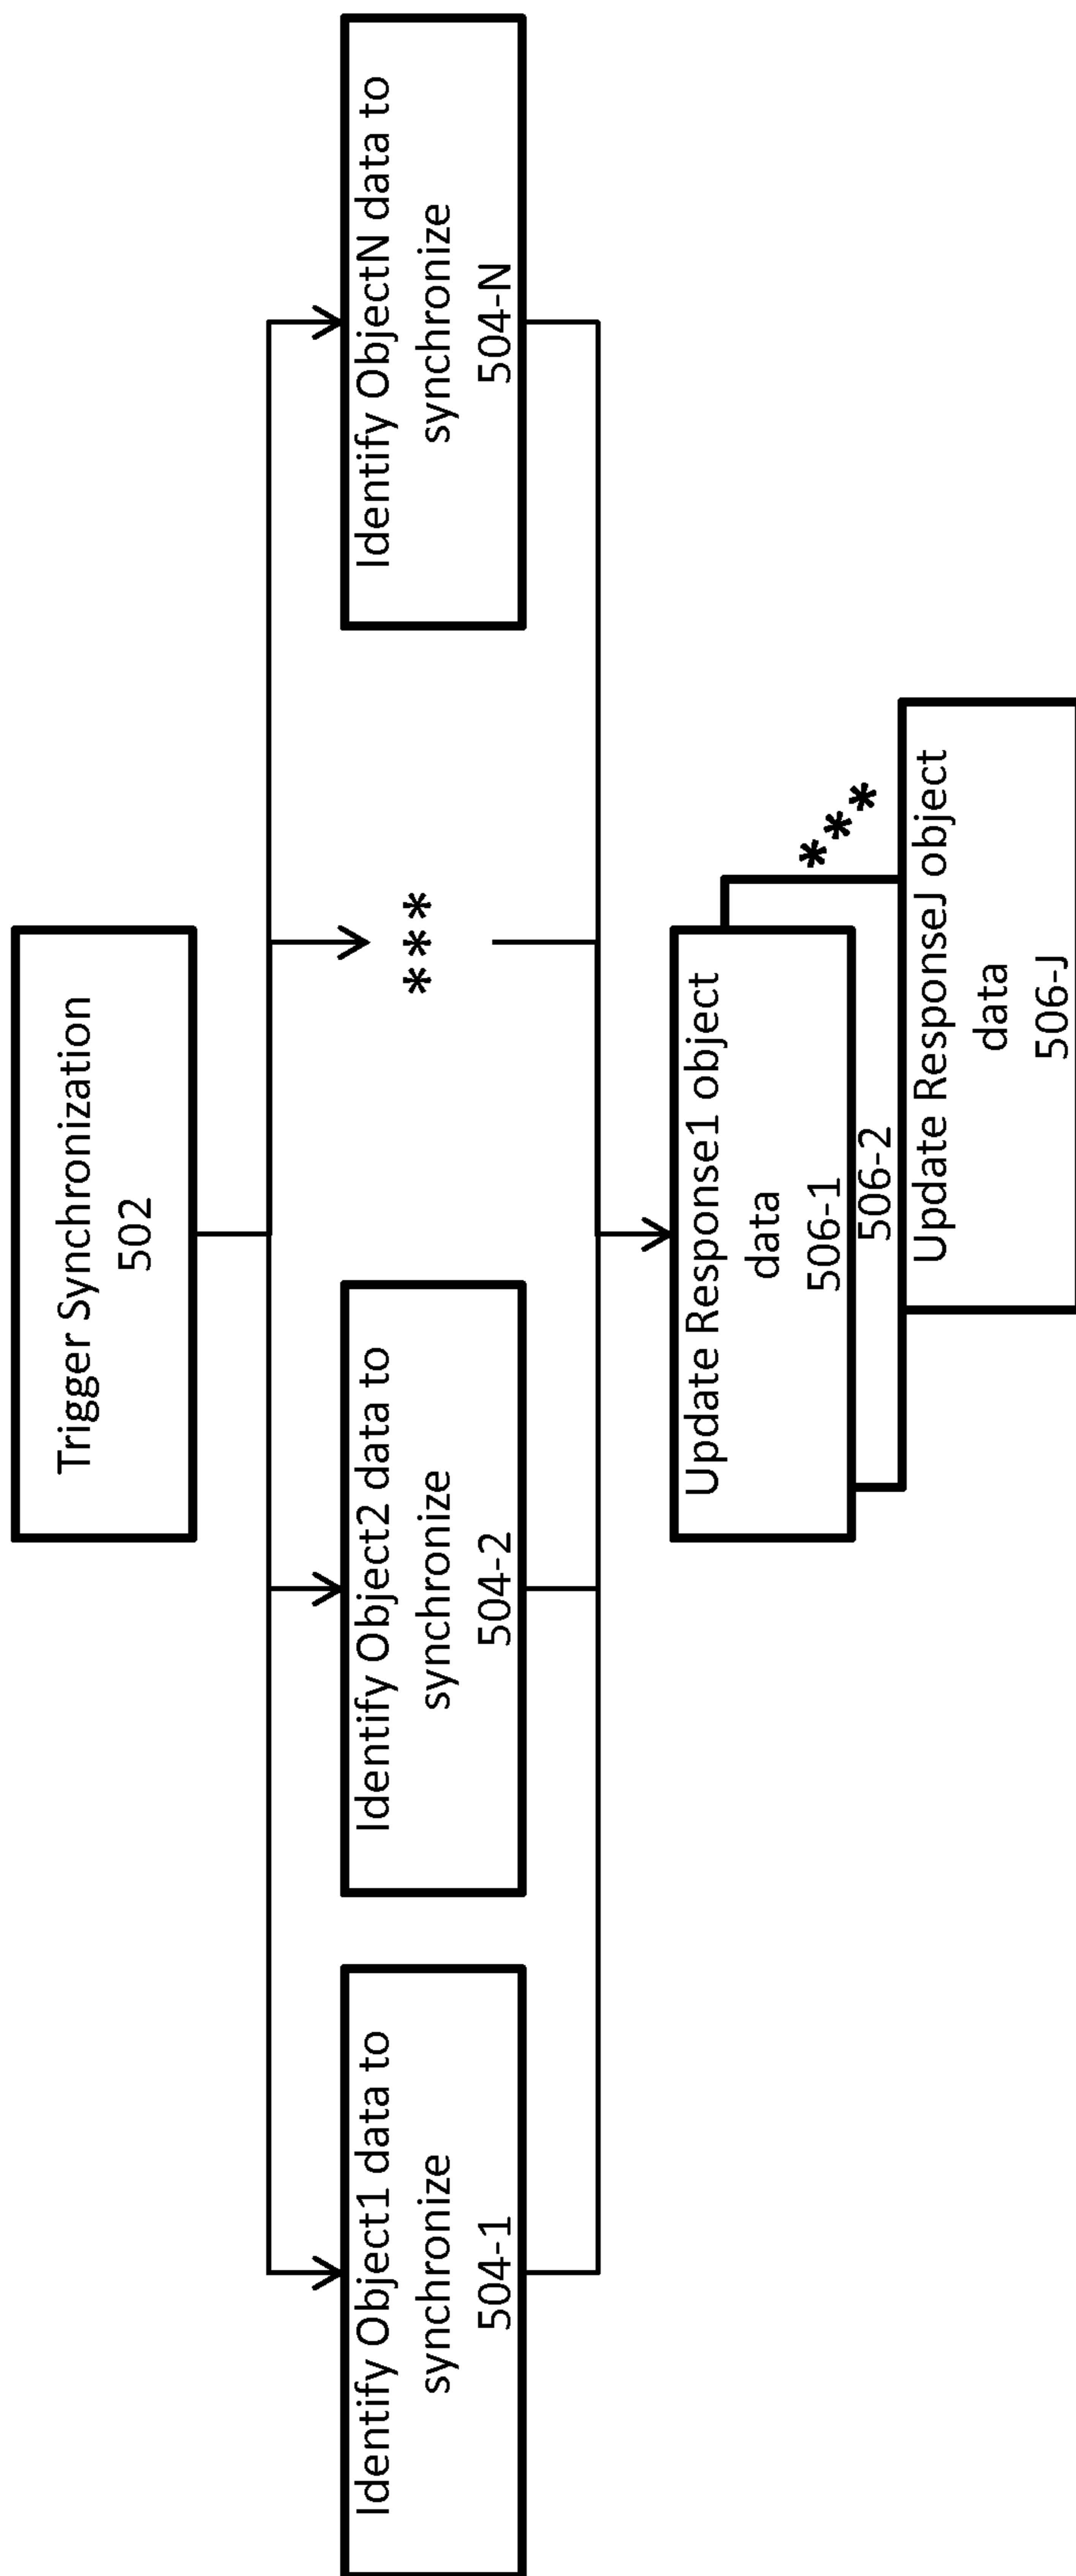 Trigger Synchronization
502
Identify Object1 data to
synchronize
504-1
Identify Object2 data to
synchronize
504-2
***
Identify ObjectN data to
synchronize
504-N
Update Response1 object
data
506-1
506-2
***
Update ResponseJ object
data
506-J